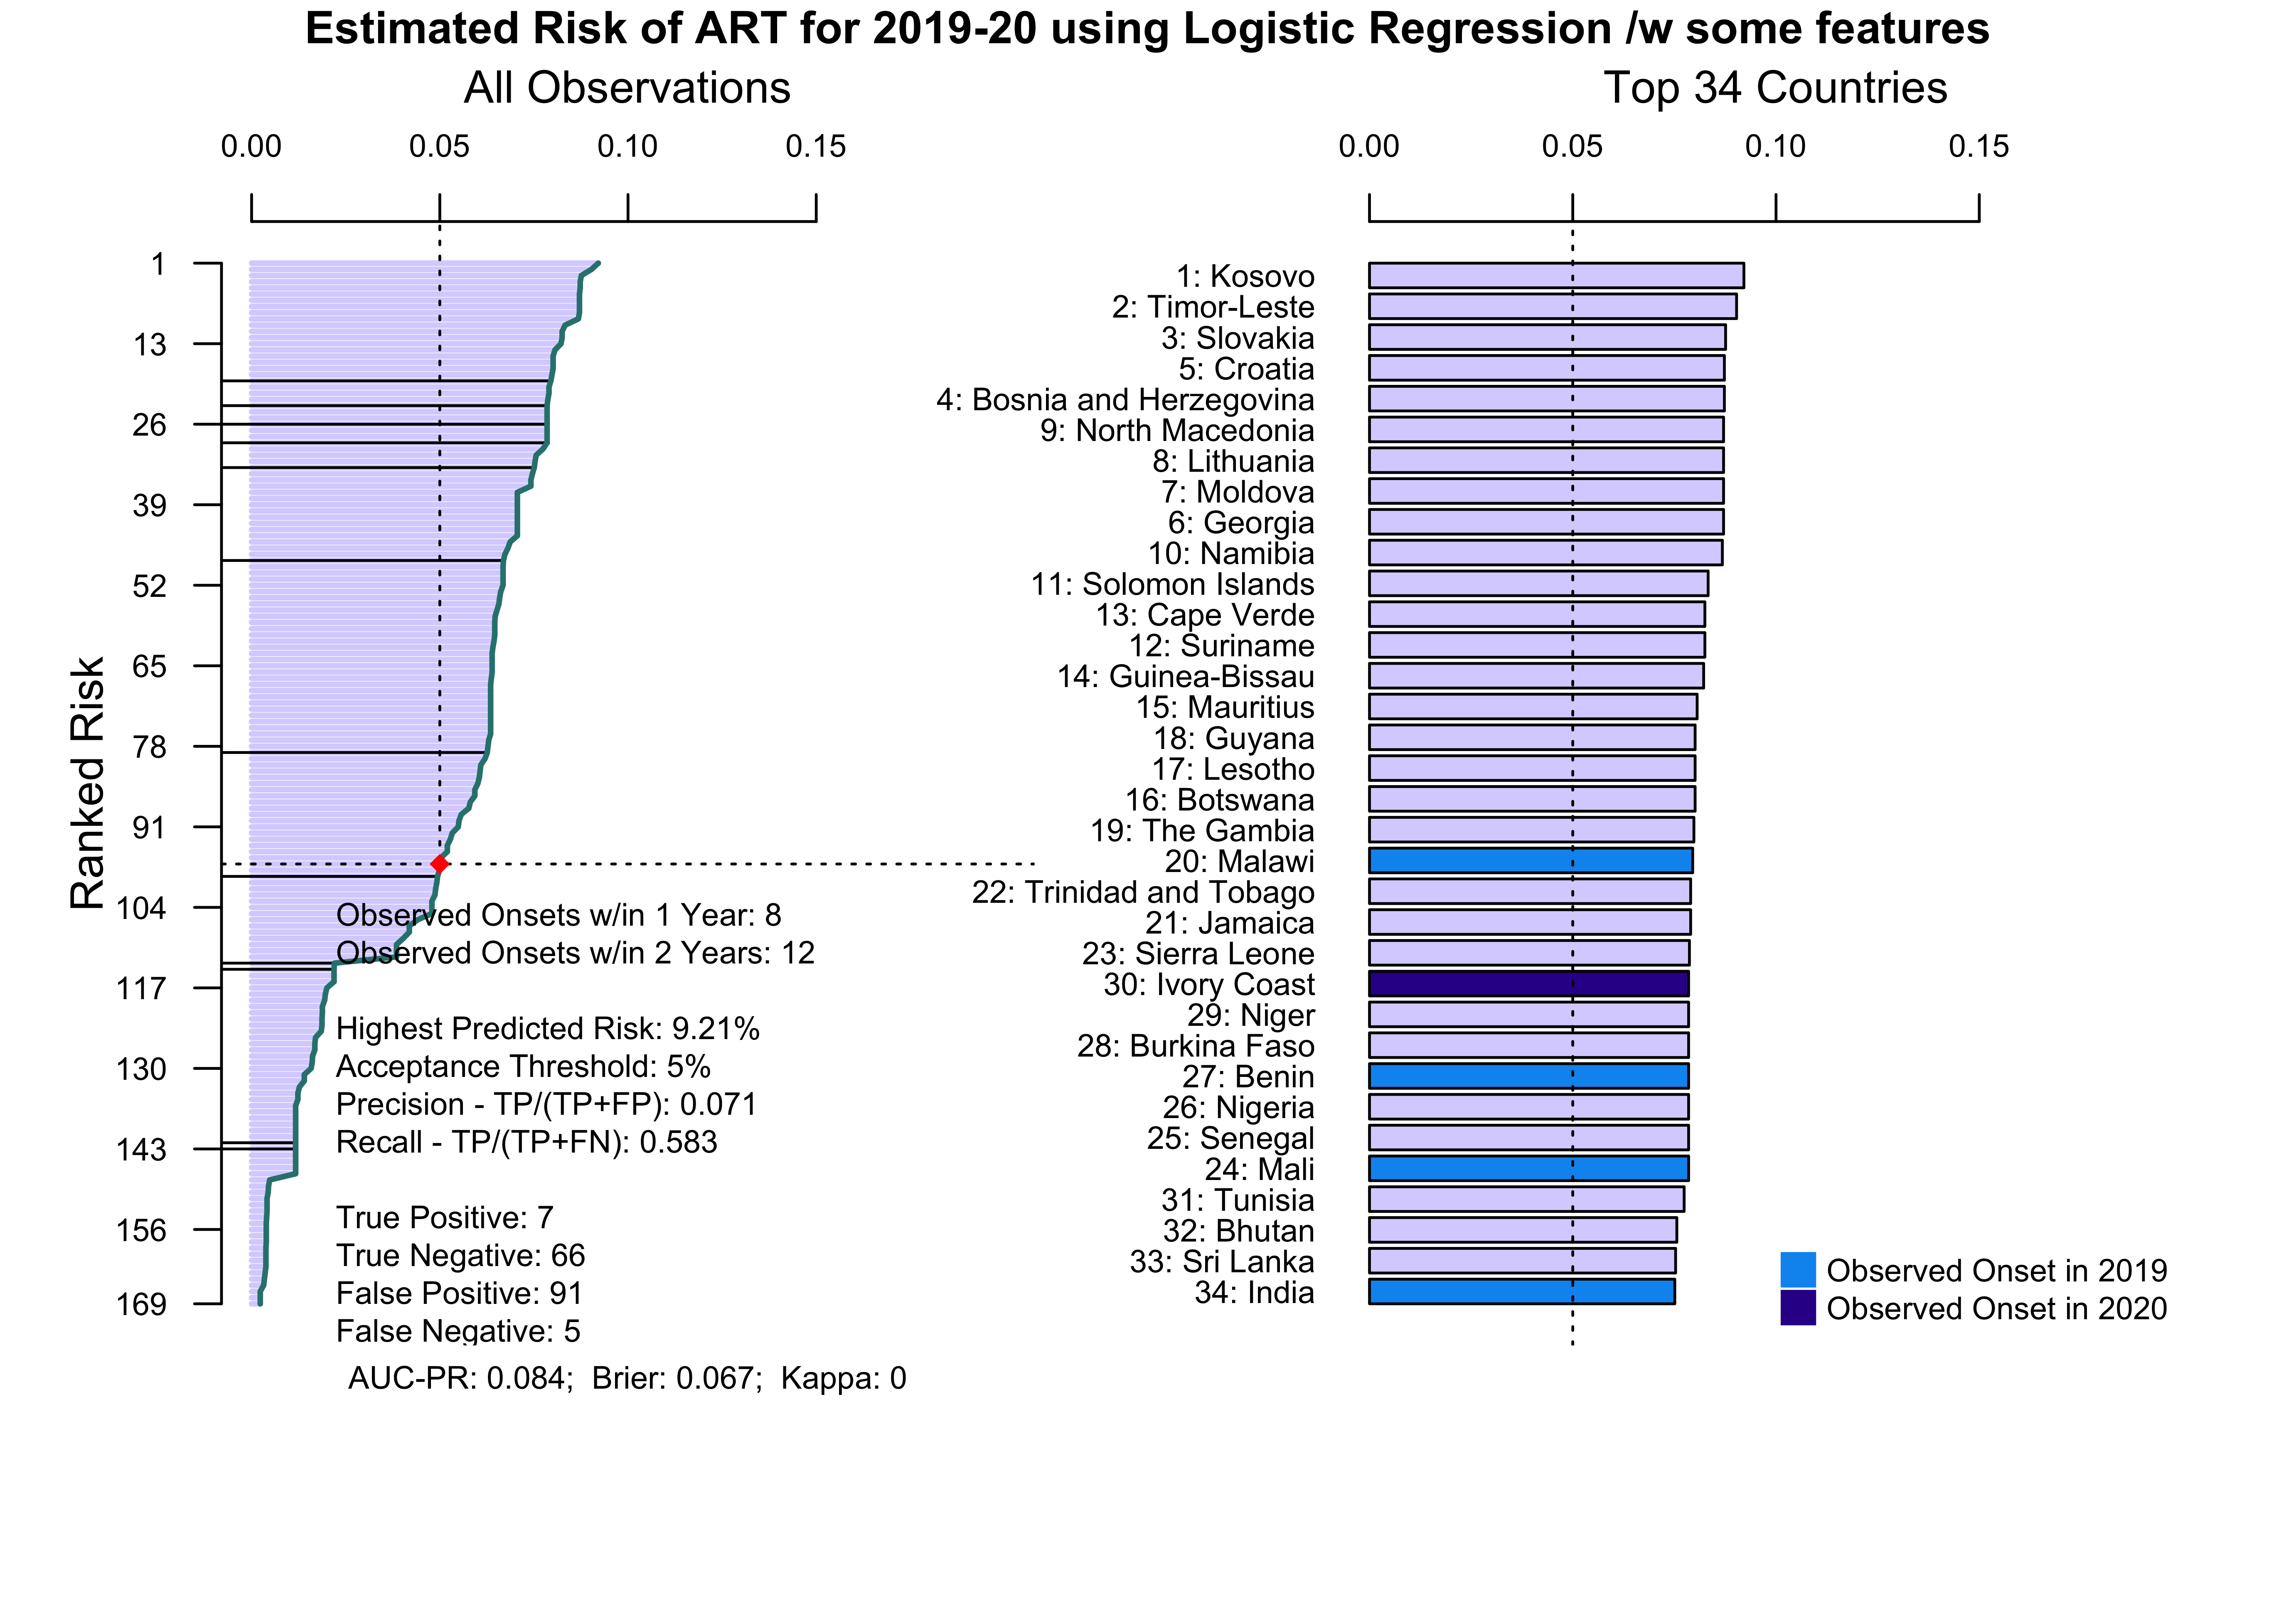 Estimated Risk of ART for 2019-20 using Logistic Regression /w some features
All Observations
0.00 0.05 0.10 0.15
Ranked Risk
1
13
26
39
52
65
78
91
104
117
130
143
156
169
Observed Onsets w/in 1 Year: 8
Observed Onsets w/in 2 Years: 12
Highest Predicted Risk: 9.21%
Acceptance Threshold: 5%
Precision - TP/(TP+FP): 0.071
Recall - TP/(TP+FN): 0.583
True Positive: 7
True Negative: 66
False Positive: 91
False Negative: 5
AUC-PR: 0.084; Brier: 0.067; Kappa: 0
Top 34 Countries
0.00 0.05 0.10 0.15
1: Kosovo
2: Timor-Leste
3: Slovakia
5: Croatia
4: Bosnia and Herzegovina
9: North Macedonia
8: Lithuania
7: Moldova
6: Georgia
10: Namibia
11: Solomon Islands
13: Cape Verde
12: Suriname
14: Guinea-Bissau
15: Mauritius
18: Guyana
17: Lesotho
16: Botswana
19: The Gambia
20: Malawi
22: Trinidad and Tobago
21: Jamaica
23: Sierra Leone
30: Ivory Coast
29: Niger
28: Burkina Faso
27: Benin
26: Nigeria
25: Senegal
24: Mali
31: Tunisia
32: Bhutan
33: Sri Lanka
34: India
Observed Onset in 2019
Observed Onset in 2020